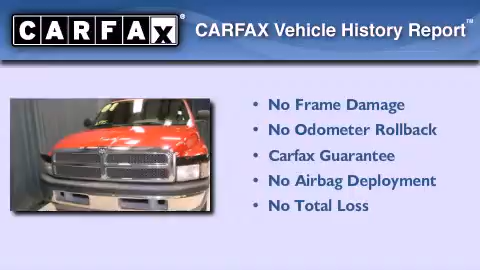 CARFAX®
CARFAX Vehicle History Report™
• No Frame Damage
• No Odometer Rollback
• Carfax Guarantee
• No Airbag Deployment
• No Total Loss